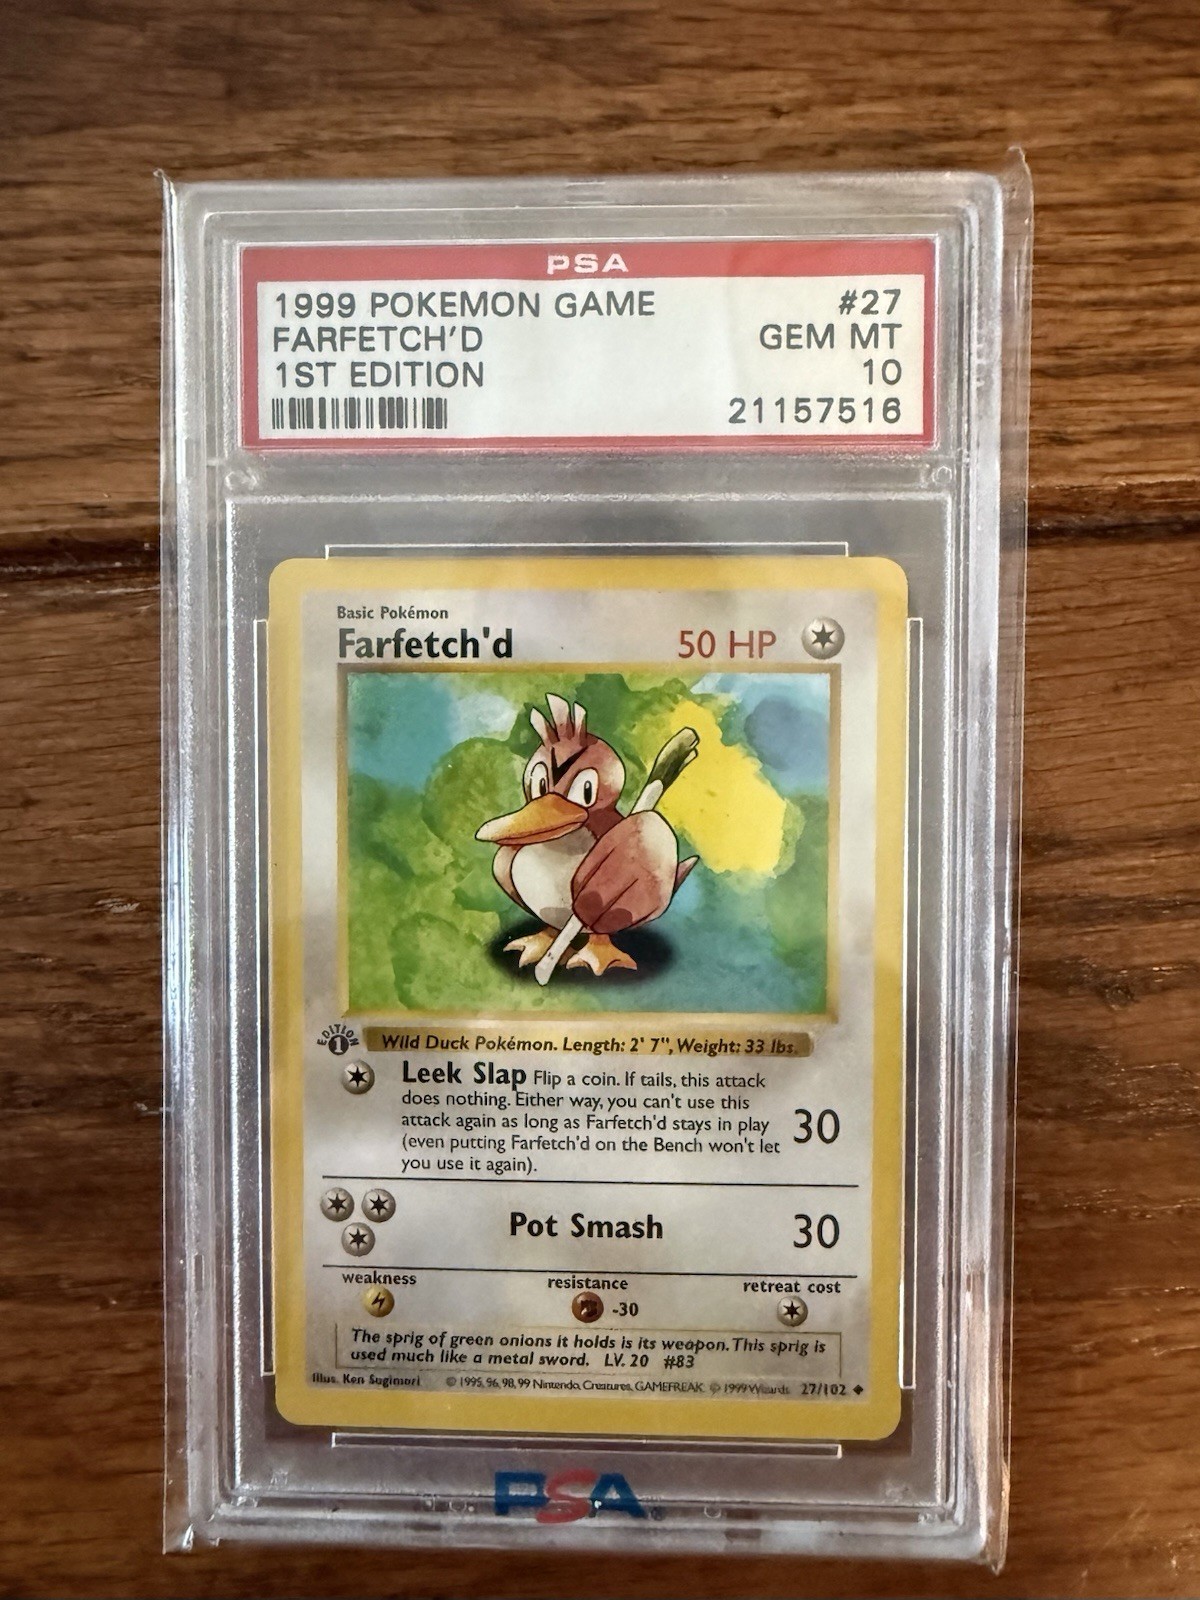 PSA
1999 POKEMON GAME #27
FARFETCH'D GEM MT
1ST EDITION 10
21157516
Basic Pokémon
Farfetch'd 50 HP
EDITION 1
Wild Duck Pokémon. Length: 2' 7", Weight: 33 lbs.
Leek Slap Flip a coin. If tails, this attack
does nothing. Either way, you can't use this
attack again as long as Farfetch'd stays in play
(even putting Farfetch'd on the Bench won't let
you use it again).
30
Pot Smash 30
weakness resistance retreat cost
-30
The sprig of green onions it holds is its weapon. This sprig is
used much like a metal sword. LV. 20 #83
Illus. Ken Sugimori © 1995, 96, 98, 99 Nintendo, Creatures, GAMEFREAK. © 1999 Wizards. 27/102
PSA®